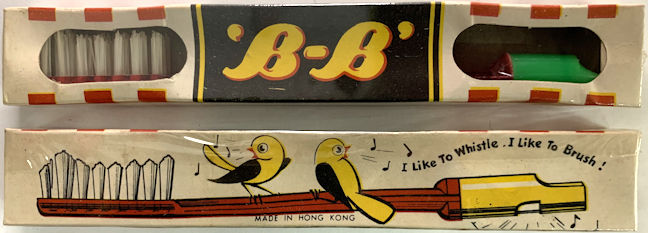 'B-B'
I Like To Whistle . I Like To Brush !
MADE IN HONG KONG